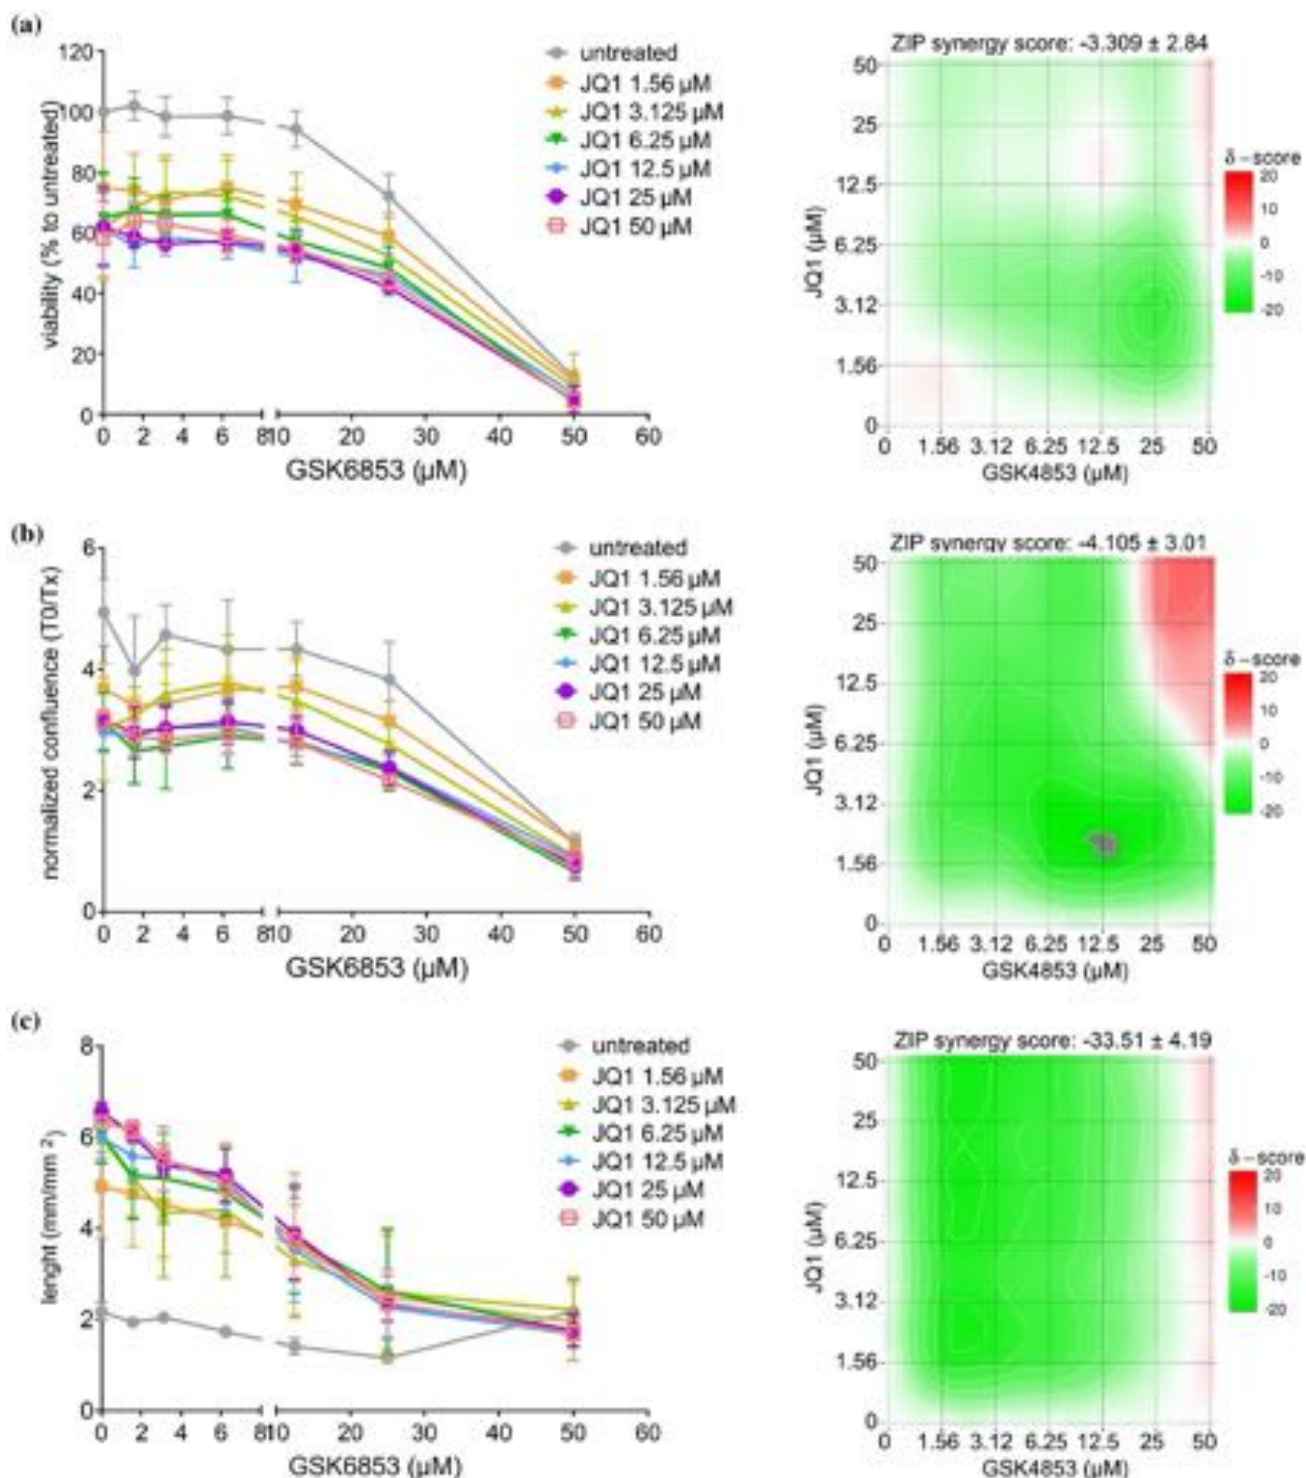 (a)
120
100
80
60
40
20
0
viability (% to untreated)
0 2 4 6 8 10 20 30 40 50 60
GSK6853 (µM)
untreated
JQ1 1.56 µM
JQ1 3.125 µM
JQ1 6.25 µM
JQ1 12.5 µM
JQ1 25 µM
JQ1 50 µM
ZIP synergy score: -3.309 ± 2.84
50
25
12.5
6.25
3.12
1.56
0
JQ1 (µM)
0 1.56 3.12 6.25 12.5 25 50
GSK4853 (µM)
δ-score
20
10
0
-10
-20
(b)
6
4
2
0
normalized confluence (T0/Tx)
0 2 4 6 8 10 20 30 40 50 60
GSK6853 (µM)
untreated
JQ1 1.56 µM
JQ1 3.125 µM
JQ1 6.25 µM
JQ1 12.5 µM
JQ1 25 µM
JQ1 50 µM
ZIP synergy score: -4.105 ± 3.01
50
25
12.5
6.25
3.12
1.56
0
JQ1 (µM)
0 1.56 3.12 6.25 12.5 25 50
GSK4853 (µM)
δ-score
20
10
0
-10
-20
(c)
8
6
4
2
0
lenght (mm/mm ²)
0 2 4 6 8 10 20 30 40 50 60
GSK6853 (µM)
untreated
JQ1 1.56 µM
JQ1 3.125 µM
JQ1 6.25 µM
JQ1 12.5 µM
JQ1 25 µM
JQ1 50 µM
ZIP synergy score: -33.51 ± 4.19
50
25
12.5
6.25
3.12
1.56
0
JQ1 (µM)
0 1.56 3.12 6.25 12.5 25 50
GSK4853 (µM)
δ-score
20
10
0
-10
-20